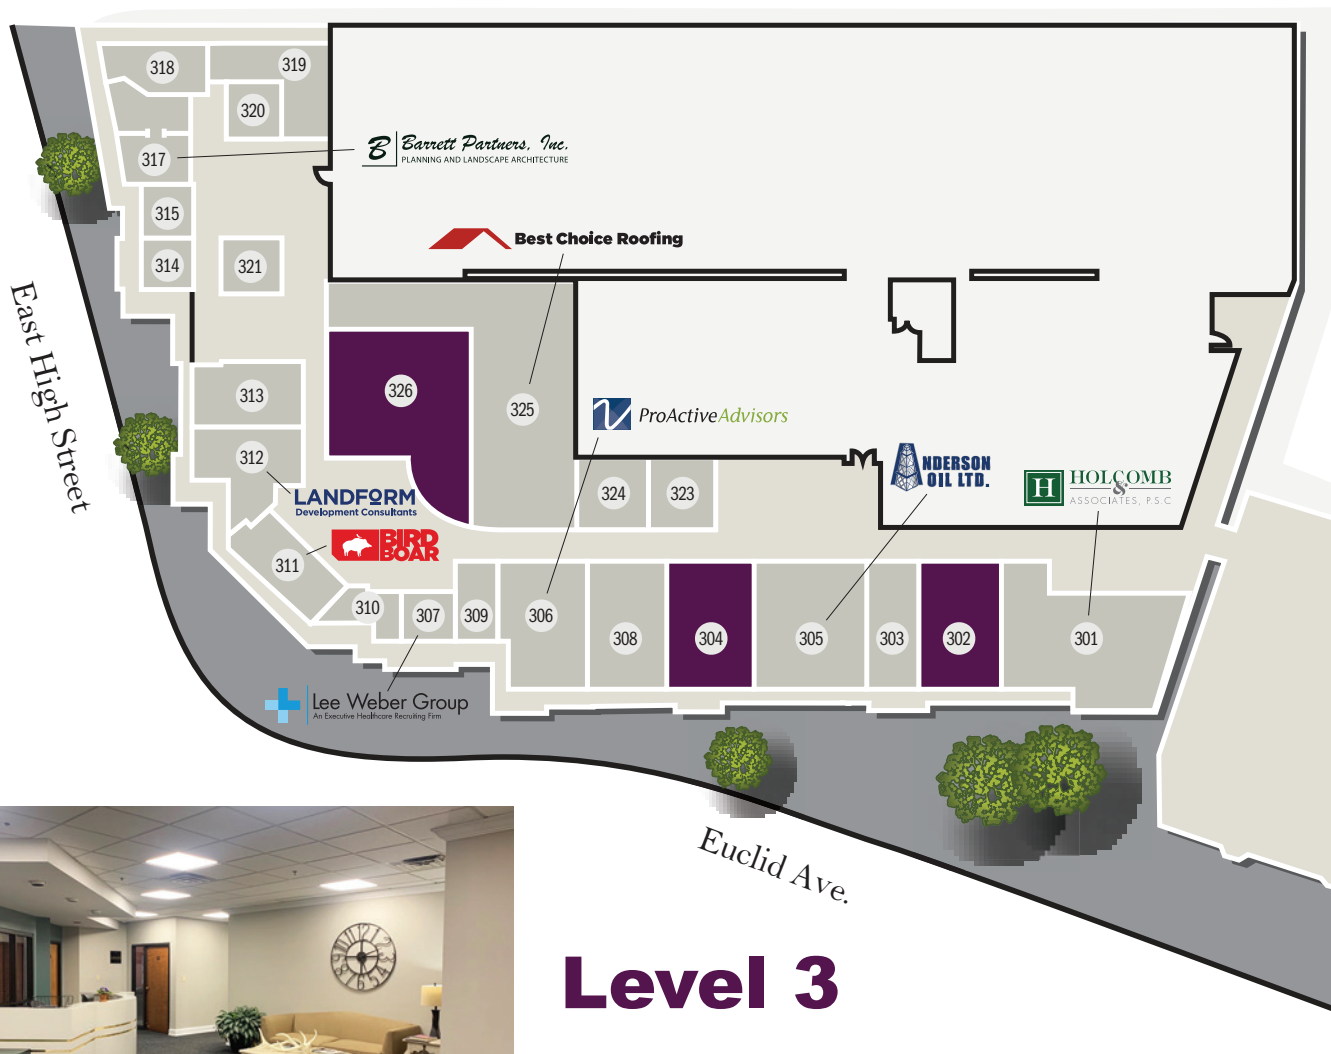 318
319
320
317
B Barrett Partners, Inc.
PLANNING AND LANDSCAPE ARCHITECTURE
315
314
321
Best Choice Roofing
East High Street
313
326
325
ProActive Advisors
312
LANDFORM
Development Consultants
324
323
ANDERSON
OIL LTD.
H HOLCOMB
&
ASSOCIATES, P.S.C
311
BIRD
BOAR
310
307
309
306
308
304
305
303
302
301
Lee Weber Group
An Executive Healthcare Recruiting Firm
Euclid Ave.
Level 3